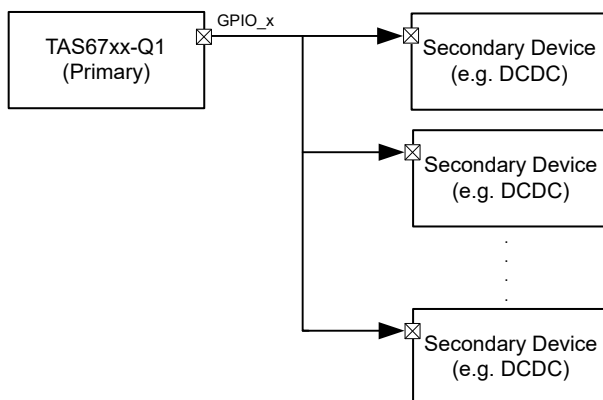 TAS67xx-Q1
(Primary)
GPIO_x
Secondary Device
(e.g. DCDC)
Secondary Device
(e.g. DCDC)
.
.
.
.
Secondary Device
(e.g. DCDC)